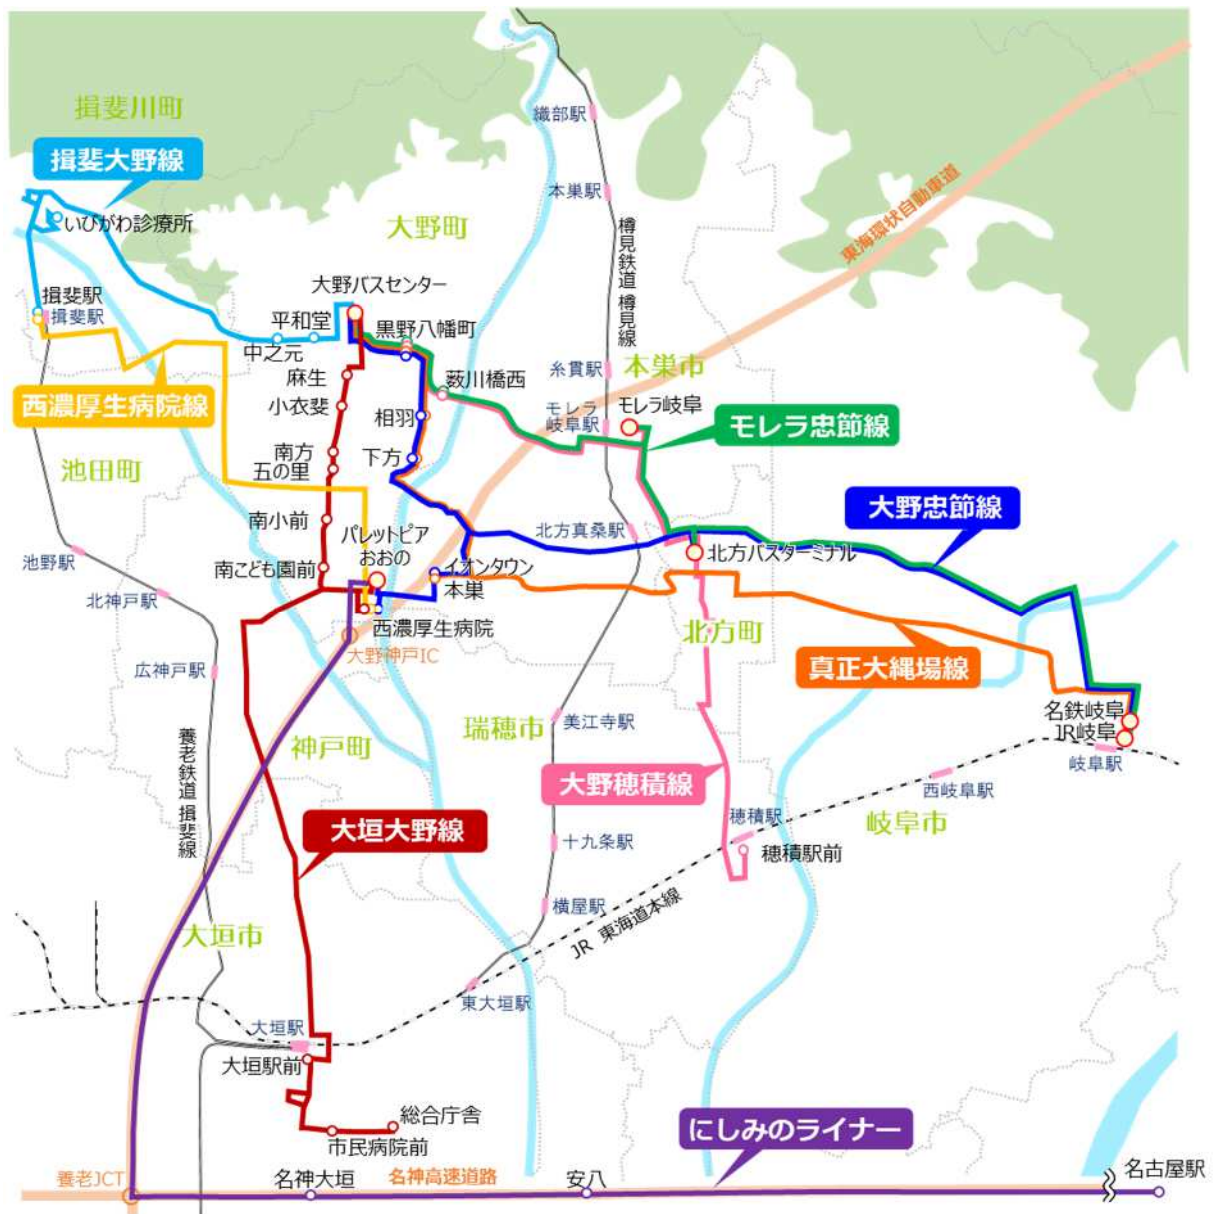 揖斐川町
織部駅
揖斐大野線
東海環状自動車道
本巣駅
いびがわ診療所
大野町
樽見鉄道 樽見線
大野バスセンター
揖斐駅
揖斐駅
平和堂
黒野八幡町
中之元
糸貫駅
本巣市
麻生
薮川橋西
西濃厚生病院線
小衣斐
相羽
モレラ
岐阜駅
モレラ岐阜
モレラ忠節線
南方
五の里
下方
池田町
大野忠節線
南小前
パレットピア
おおの
北方真桑駅
北方バスターミナル
池野駅
南こども園前
イオンタウン
本巣
北神戸駅
西濃厚生病院
北方町
大野神戸IC
広神戸駅
真正大縄場線
神戸町
瑞穂市
美江寺駅
名鉄岐阜
JR岐阜
養老鉄道 揖斐線
大野穂積線
岐阜駅
西岐阜駅
大垣大野線
穂積駅
岐阜市
十九条駅
穂積駅前
横屋駅
JR 東海道本線
大垣市
東大垣駅
大垣駅
大垣駅前
総合庁舎
市民病院前
にしみのライナー
養老JCT
名神大垣
名神高速道路
安八
名古屋駅